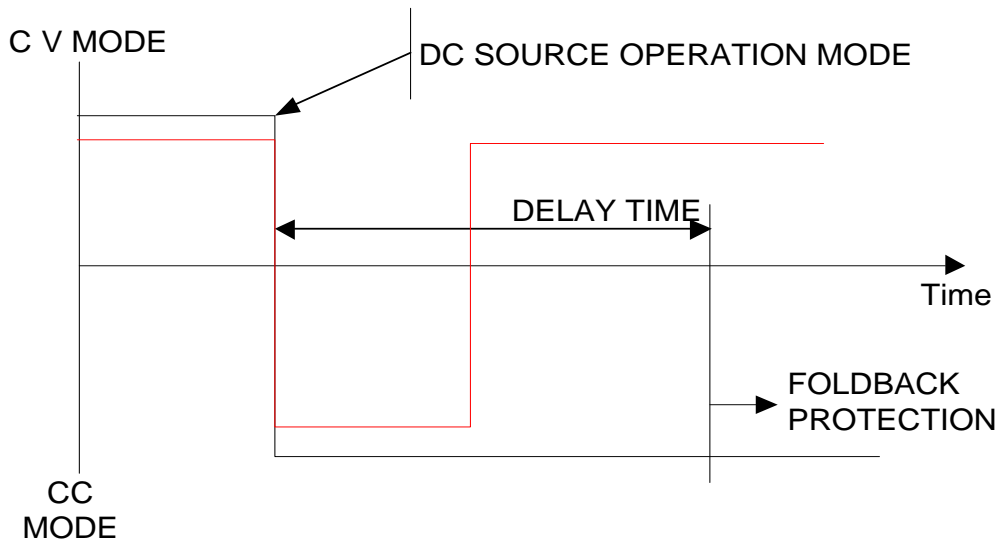 C V MODE
DC SOURCE OPERATION MODE
DELAY TIME
Time
FOLDBACK
PROTECTION
CC
MODE